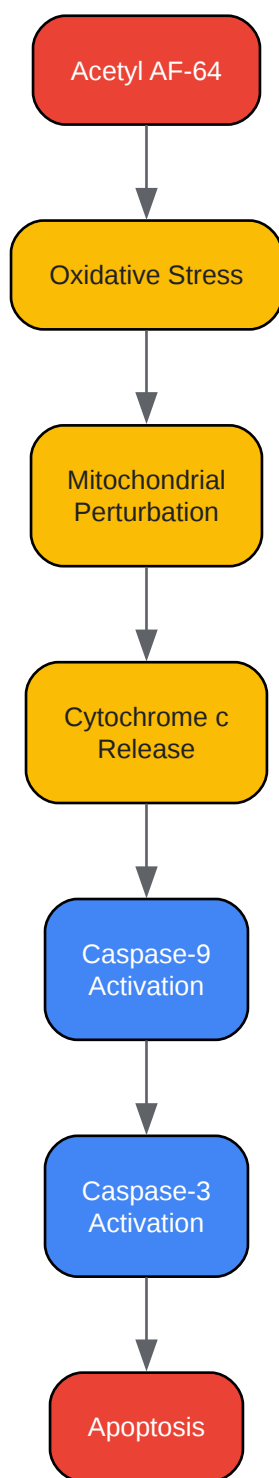 Acetyl AF-64
Oxidative Stress
Mitochondrial
Perturbation
Cytochrome c
Release
Caspase-9
Activation
Caspase-3
Activation
Apoptosis